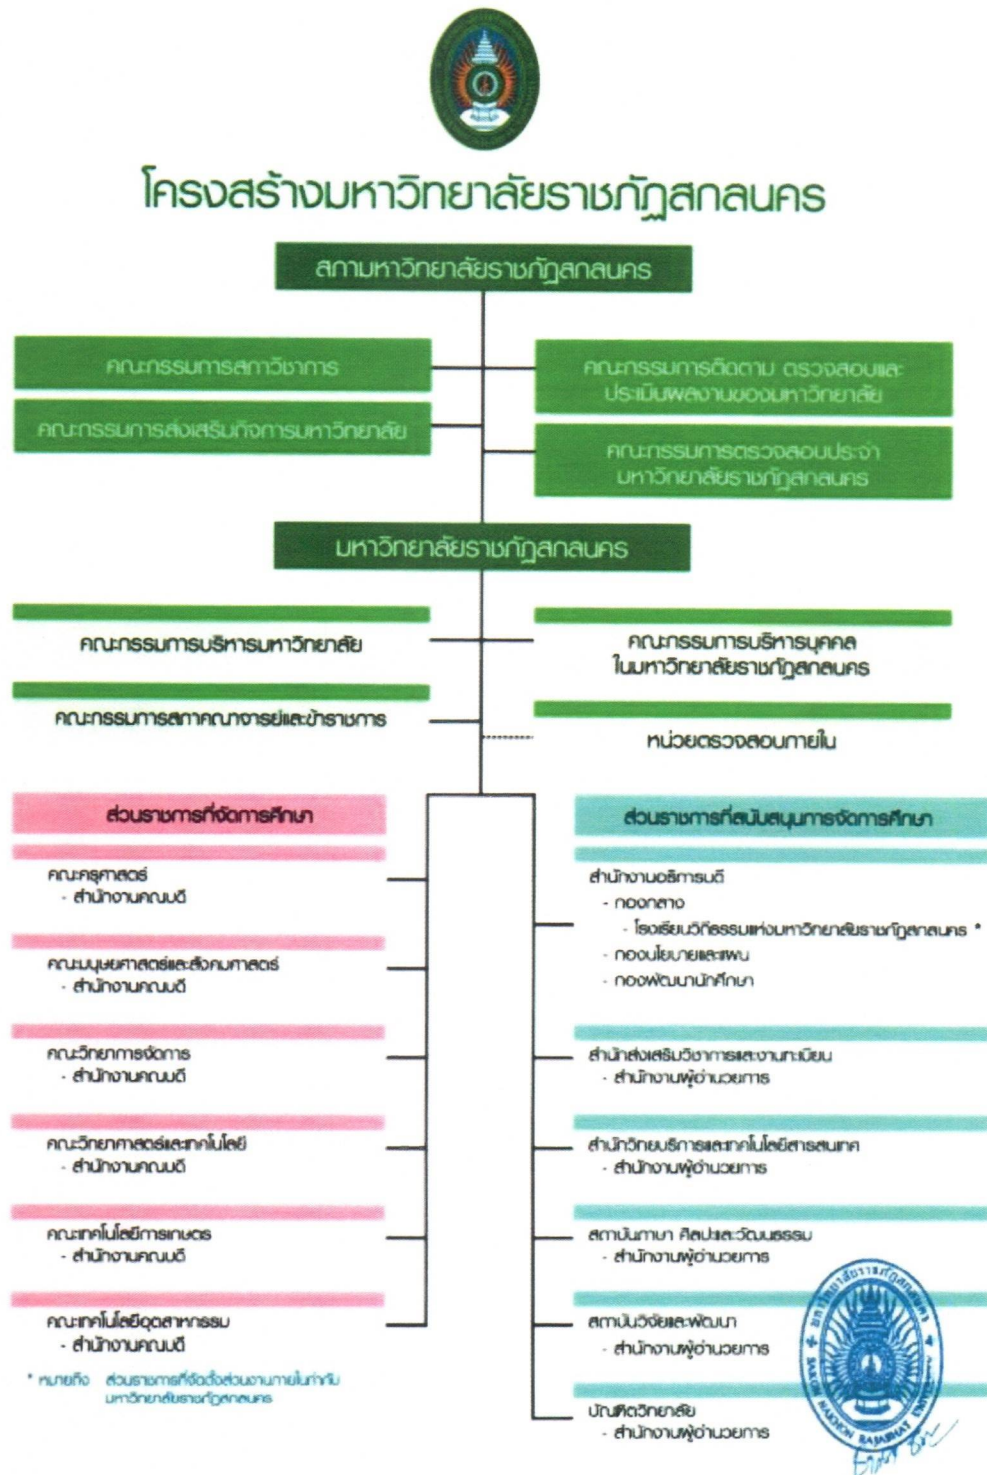 โครงสร้างมหาวิทยาลัยราชภัฏสกลนคร
สภามหาวิทยาลัยราชภัฏสกลนคร
คณะกรรมการสภาวิชาการ
คณะกรรมการส่งเสริมกิจการมหาวิทยาลัย
คณะกรรมการติดตาม ตรวจสอบและ
ประเมินผลงานของมหาวิทยาลัย
คณะกรรมการตรวจสอบประจำ
มหาวิทยาลัยราชภัฏสกลนคร
มหาวิทยาลัยราชภัฏสกลนคร
คณะกรรมการบริหารมหาวิทยาลัย
คณะกรรมการสภาคณาจารย์และข้าราชการ
คณะกรรมการบริหารบุคคล
ในมหาวิทยาลัยราชภัฏสกลนคร
หน่วยตรวจสอบภายใน
ส่วนราชการที่จัดการศึกษา
คณะครุศาสตร์
- สำนักงานคณบดี
คณะมนุษยศาสตร์และสังคมศาสตร์
- สำนักงานคณบดี
คณะวิทยาการจัดการ
- สำนักงานคณบดี
คณะวิทยาศาสตร์และเทคโนโลยี
- สำนักงานคณบดี
คณะเทคโนโลยีการเกษตร
- สำนักงานคณบดี
คณะเทคโนโลยีอุตสาหกรรม
- สำนักงานคณบดี
* หมายถึง ส่วนราชการที่จัดตั้งส่วนงานภายในกำกับ
มหาวิทยาลัยราชภัฏสกลนคร
ส่วนราชการที่สนับสนุนการจัดการศึกษา
สำนักงานอธิการบดี
- กองกลาง
- โรงเรียนวิถีธรรมแห่งมหาวิทยาลัยราชภัฏสกลนคร *
- กองนโยบายและแผน
- กองพัฒนานักศึกษา
สำนักส่งเสริมวิชาการและงานทะเบียน
- สำนักงานผู้อำนวยการ
สำนักวิทยบริการและเทคโนโลยีสารสนเทศ
- สำนักงานผู้อำนวยการ
สถาบันภาษา ศิลปะและวัฒนธรรม
- สำนักงานผู้อำนวยการ
สถาบันวิจัยและพัฒนา
- สำนักงานผู้อำนวยการ
บัณฑิตวิทยาลัย
- สำนักงานผู้อำนวยการ
มหาวิทยาลัยราชภัฏสกลนคร
SAKON NAKHON RAJABHAT UNIVERSITY